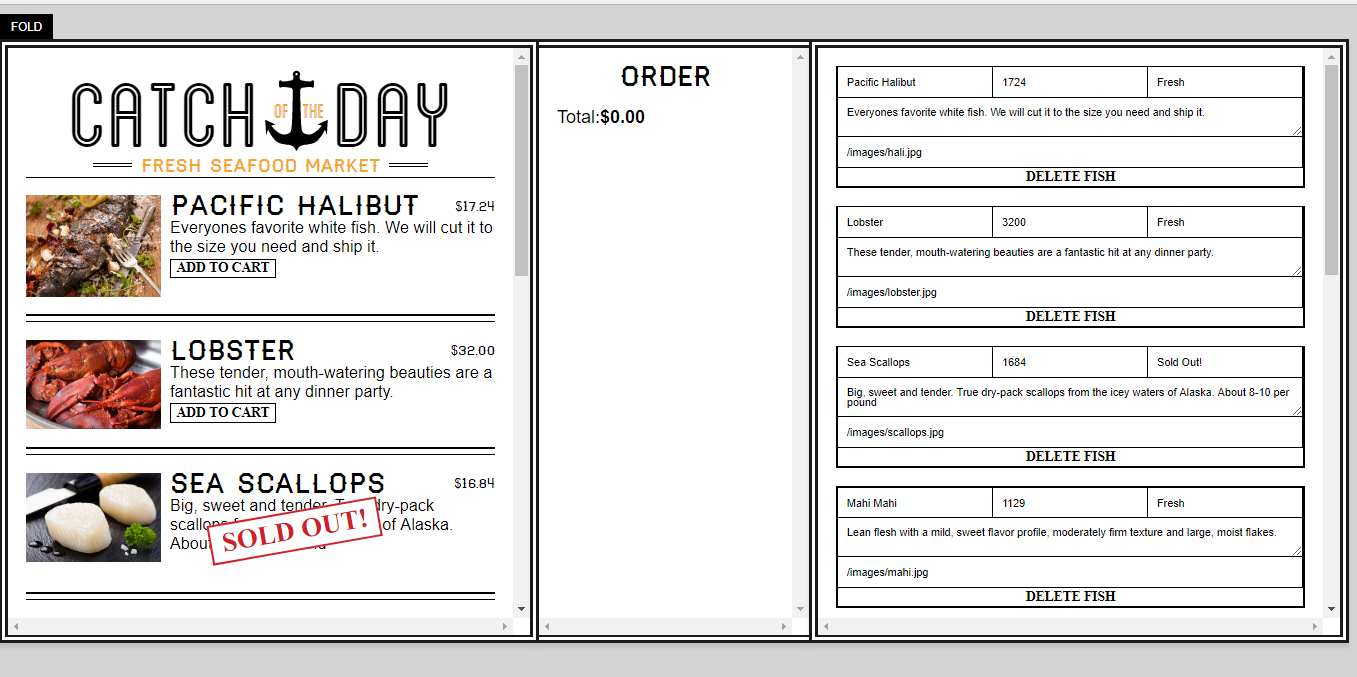 FOLD
CATCH OF THE DAY
FRESH SEAFOOD MARKET
PACIFIC HALIBUT $17.24
Everyones favorite white fish. We will cut it to
the size you need and ship it.
ADD TO CART
LOBSTER $32.00
These tender, mouth-watering beauties are a
fantastic hit at any dinner party.
ADD TO CART
SEA SCALLOPS $16.84
Big, sweet and tender. dry-pack
of Alaska.
SOLD OUT!
ORDER
Total:$0.00
Pacific Halibut 1724 Fresh
Everyones favorite white fish. We will cut it to the size you need and ship it.
/images/hali.jpg
DELETE FISH
Lobster 3200 Fresh
These tender, mouth-watering beauties are a fantastic hit at any dinner party.
/images/lobster.jpg
DELETE FISH
Sea Scallops 1684 Sold Out!
Big, sweet and tender. True dry-pack scallops from the icey waters of Alaska. About 8-10 per
pound
/images/scallops.jpg
DELETE FISH
Mahi Mahi 1129 Fresh
Lean flesh with a mild, sweet flavor profile, moderately firm texture and large, moist flakes.
/images/mahi.jpg
DELETE FISH